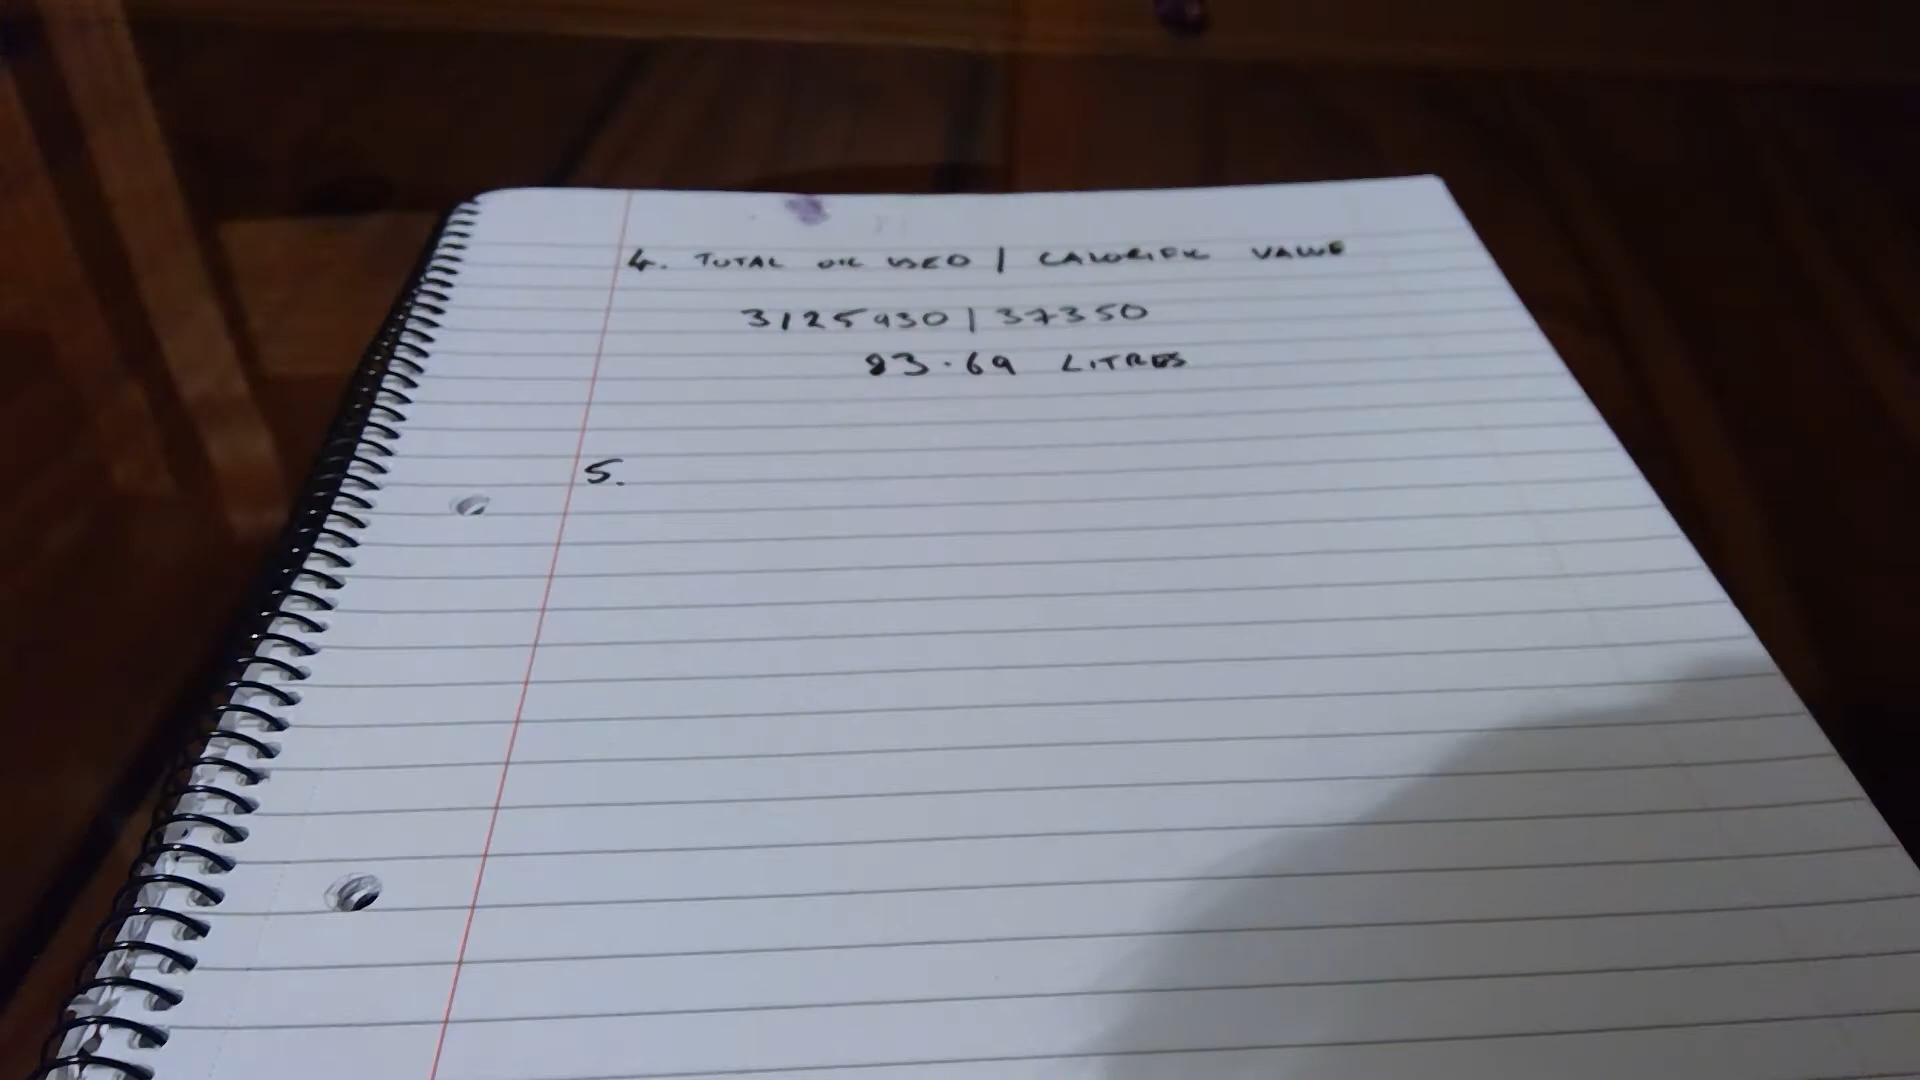 4. TOTAL OIL USED | CALORIFIC VALUE
3125930 | 37350
83.69 LITRES
5.